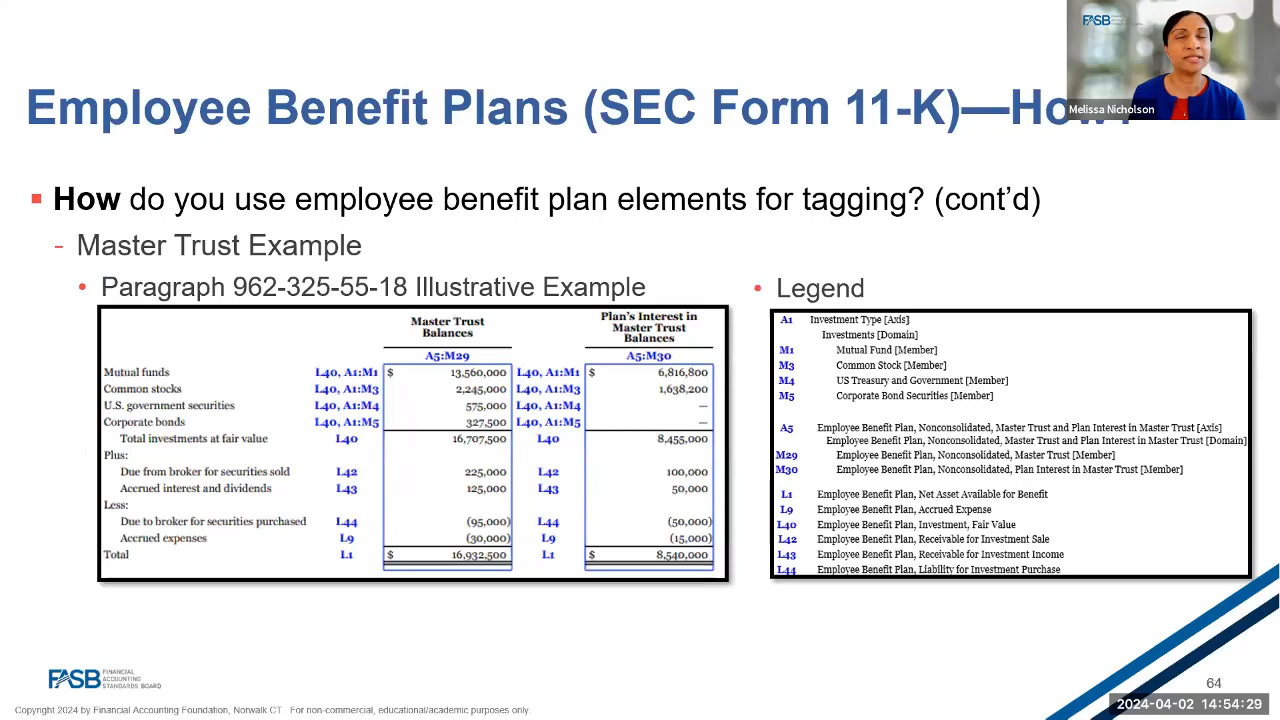 FASB
Melissa Nicholson
Employee Benefit Plans (SEC Form 11-K)—How?
How do you use employee benefit plan elements for tagging? (cont’d)
- Master Trust Example
• Paragraph 962-325-55-18 Illustrative Example
Master Trust Balances Plan's Interest in Master Trust Balances
A5:M29 A5:M30
Mutual funds L40, A1:M1 $ 13,560,000 L40, A1:M1 $ 6,816,800
Common stocks L40, A1:M3 2,245,000 L40, A1:M3 1,638,200
U.S. government securities L40, A1:M4 575,000 L40, A1:M4 —
Corporate bonds L40, A1:M5 327,500 L40, A1:M5 —
Total investments at fair value L40 16,707,500 L40 8,455,000
Plus:
Due from broker for securities sold L42 225,000 L42 100,000
Accrued interest and dividends L43 125,000 L43 50,000
Less:
Due to broker for securities purchased L44 (95,000) L44 (50,000)
Accrued expenses L9 (30,000) L9 (15,000)
Total L1 $ 16,932,500 L1 $ 8,540,000
• Legend
A1 Investment Type [Axis]
Investments [Domain]
M1 Mutual Fund [Member]
M3 Common Stock [Member]
M4 US Treasury and Government [Member]
M5 Corporate Bond Securities [Member]
A5 Employee Benefit Plan, Nonconsolidated, Master Trust and Plan Interest in Master Trust [Axis]
Employee Benefit Plan, Nonconsolidated, Master Trust and Plan Interest in Master Trust [Domain]
M29 Employee Benefit Plan, Nonconsolidated, Master Trust [Member]
M30 Employee Benefit Plan, Nonconsolidated, Plan Interest in Master Trust [Member]
L1 Employee Benefit Plan, Net Asset Available for Benefit
L9 Employee Benefit Plan, Accrued Expense
L40 Employee Benefit Plan, Investment, Fair Value
L42 Employee Benefit Plan, Receivable for Investment Sale
L43 Employee Benefit Plan, Receivable for Investment Income
L44 Employee Benefit Plan, Liability for Investment Purchase
FASB FINANCIAL ACCOUNTING STANDARDS BOARD
64
2024-04-02 14:54:29
Copyright 2024 by Financial Accounting Foundation, Norwalk CT. For non-commercial, educational/academic purposes only.